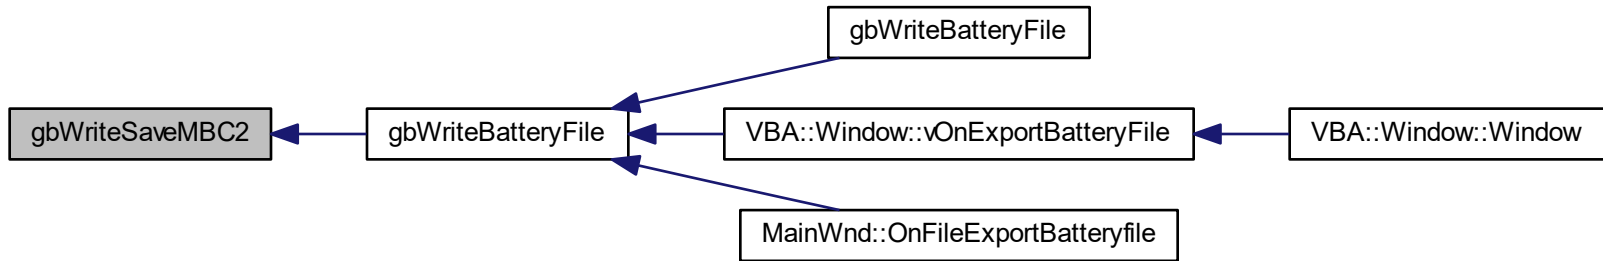 gbWriteBatteryFile
gbWriteSaveMBC2
gbWriteBatteryFile
VBA::Window::vOnExportBatteryFile
VBA::Window::Window
MainWnd::OnFileExportBatteryfile